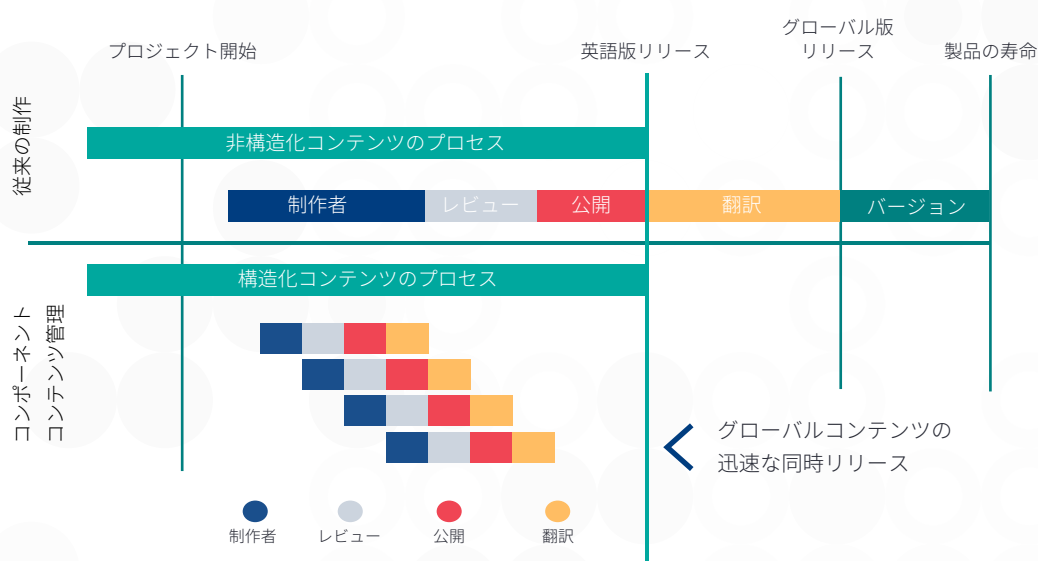 プロジェクト開始
英語版リリース
グローバル版
リリース
製品の寿命
従来の制作
非構造化コンテンツのプロセス
制作者
レビュー
公開
翻訳
バージョン
コンポーネント
コンテンツ管理
構造化コンテンツのプロセス
グローバルコンテンツの
迅速な同時リリース
制作者
レビュー
公開
翻訳